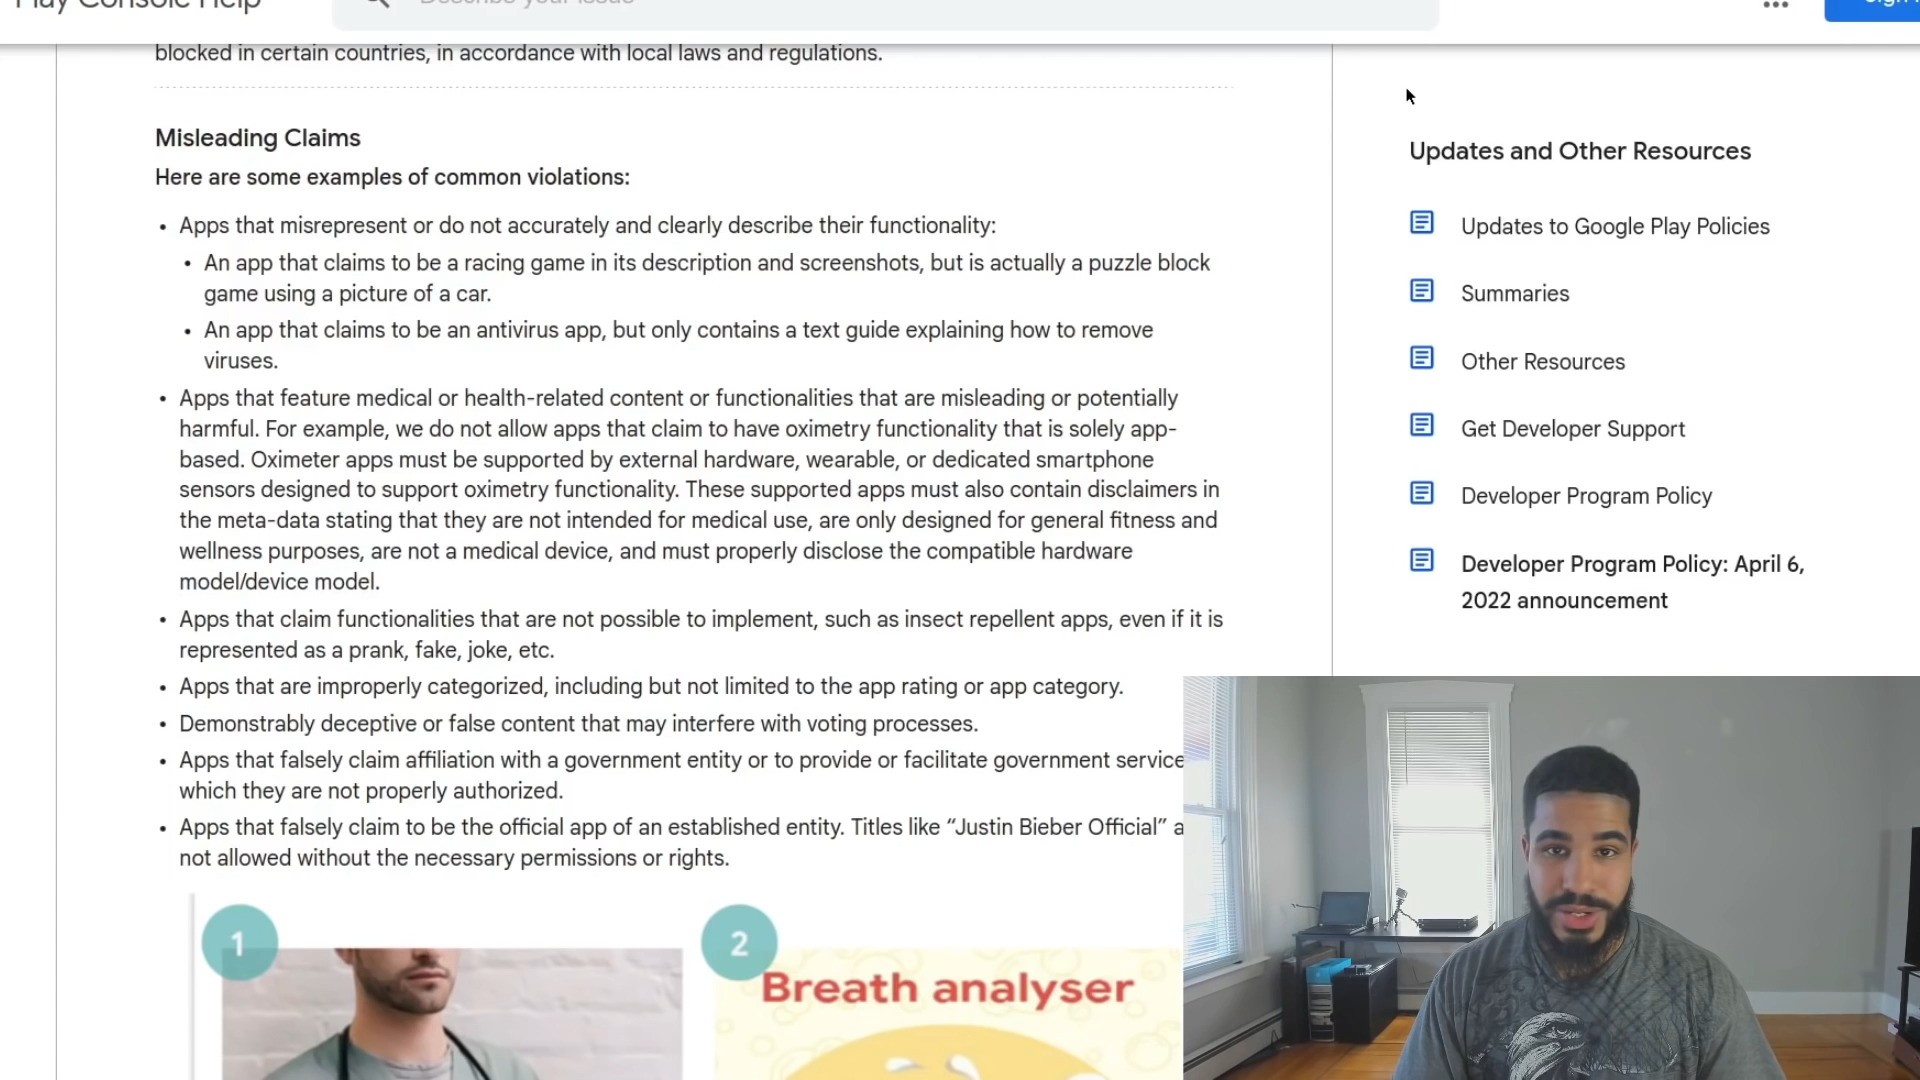 Play Console Help
Describe your issue
blocked in certain countries, in accordance with local laws and regulations.
Misleading Claims
Here are some examples of common violations:
• Apps that misrepresent or do not accurately and clearly describe their functionality:
• An app that claims to be a racing game in its description and screenshots, but is actually a puzzle block
game using a picture of a car.
• An app that claims to be an antivirus app, but only contains a text guide explaining how to remove
viruses.
• Apps that feature medical or health-related content or functionalities that are misleading or potentially
harmful. For example, we do not allow apps that claim to have oximetry functionality that is solely app-
based. Oximeter apps must be supported by external hardware, wearable, or dedicated smartphone
sensors designed to support oximetry functionality. These supported apps must also contain disclaimers in
the meta-data stating that they are not intended for medical use, are only designed for general fitness and
wellness purposes, are not a medical device, and must properly disclose the compatible hardware
model/device model.
• Apps that claim functionalities that are not possible to implement, such as insect repellent apps, even if it is
represented as a prank, fake, joke, etc.
• Apps that are improperly categorized, including but not limited to the app rating or app category.
• Demonstrably deceptive or false content that may interfere with voting processes.
• Apps that falsely claim affiliation with a government entity or to provide or facilitate government service
which they are not properly authorized.
• Apps that falsely claim to be the official app of an established entity. Titles like “Justin Bieber Official” a
not allowed without the necessary permissions or rights.
1
2
Breath analyser
Updates and Other Resources
Updates to Google Play Policies
Summaries
Other Resources
Get Developer Support
Developer Program Policy
Developer Program Policy: April 6,
2022 announcement